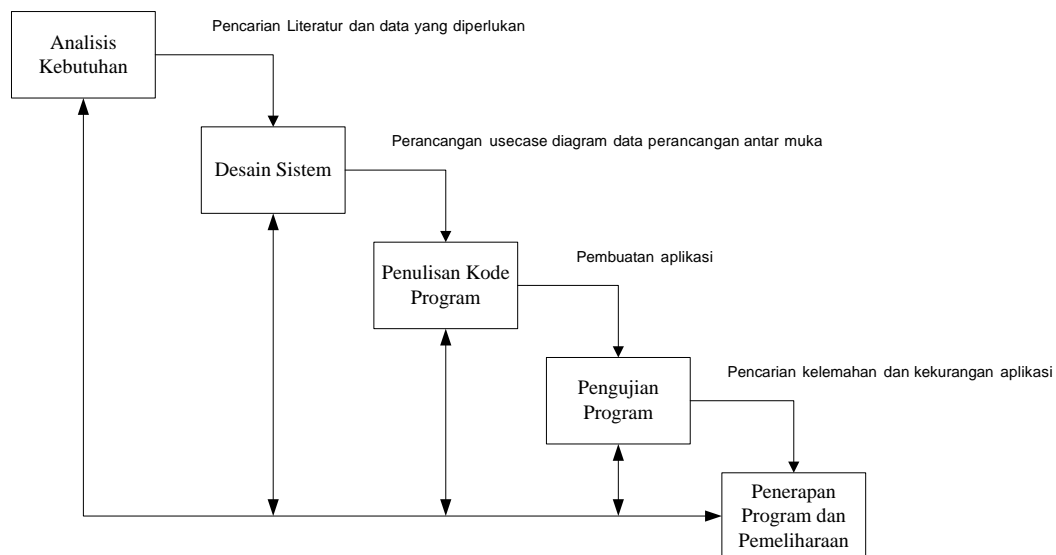 Analisis
Kebutuhan
Pencarian Literatur dan data yang diperlukan
Desain Sistem
Perancangan usecase diagram data perancangan antar muka
Penulisan Kode
Program
Pembuatan aplikasi
Pengujian
Program
Pencarian kelemahan dan kekurangan aplikasi
Penerapan
Program dan
Pemeliharaan